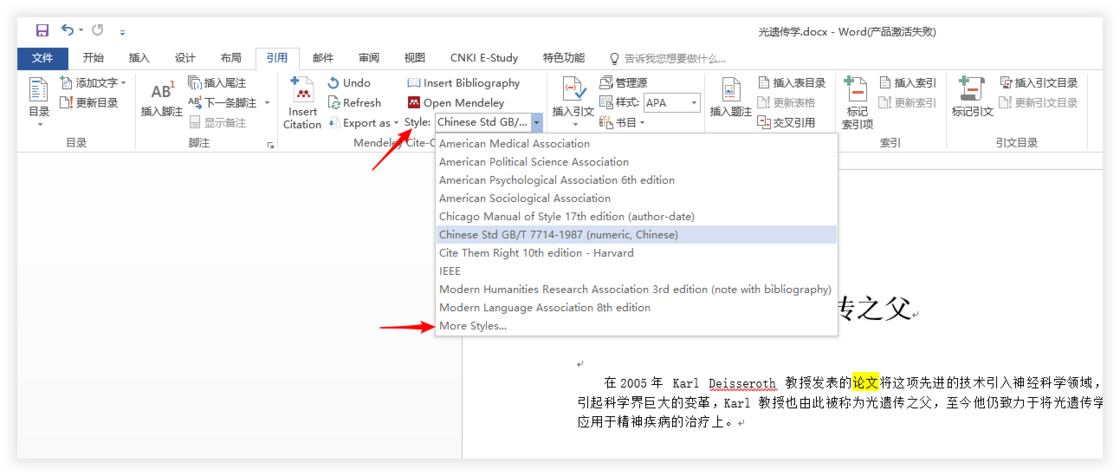 光遗传学.docx - Word(产品激活失败)
文件 开始 插入 设计 布局 引用 邮件 审阅 视图 CNKI E-Study 特色功能 告诉我您想要做什么...
目录
添加文字
更新目录
目录
AB1
插入脚注
插入尾注
AB1 下一条脚注
显示备注
脚注
Insert Citation
Undo
Refresh
Export as
Insert Bibliography
Open Mendeley
Style: Chinese Std GB/...
Mendeley Cite-O
插入引文
管理源
样式: APA
书目
插入题注
插入表目录
更新表格
交叉引用
标记索引项
插入索引
更新索引
索引
标记引文
插入引文目录
更新引文目录
引文目录
American Medical Association
American Political Science Association
American Psychological Association 6th edition
American Sociological Association
Chicago Manual of Style 17th edition (author-date)
Chinese Std GB/T 7714-1987 (numeric, Chinese)
Cite Them Right 10th edition - Harvard
IEEE
Modern Humanities Research Association 3rd edition (note with bibliography)
Modern Language Association 8th edition
More Styles...
传之父
在2005年 Karl Deisseroth 教授发表的论文将这项先进的技术引入神经科学领域,
引起科学界巨大的变革,Karl 教授也由此被称为光遗传之父,至今他仍致力于将光遗传学
应用于精神疾病的治疗上。